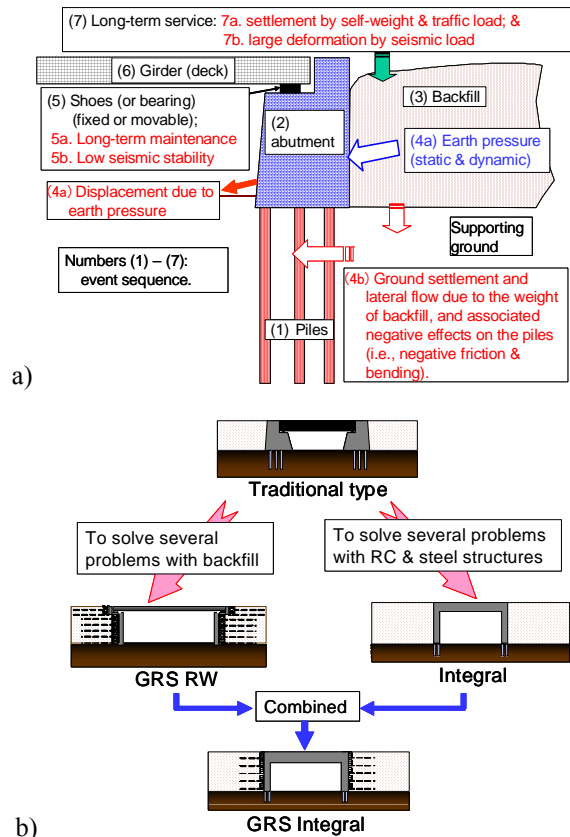 (7) Long-term service: 7a. settlement by self-weight & traffic load; &
7b. large deformation by seismic load
(6) Girder (deck)
(5) Shoes (or bearing)
(fixed or movable);
5a. Long-term maintenance
5b. Low seismic stability
(2)
abutment
(3) Backfill
(4a) Earth pressure
(static & dynamic)
(4a) Displacement due to
earth pressure
Supporting
ground
Numbers (1) – (7):
event sequence.
(1) Piles
(4b) Ground settlement and
lateral flow due to the weight
of backfill, and associated
negative effects on the piles
(i.e., negative friction &
bending).
a)
Traditional type
To solve several
problems with backfill
To solve several problems
with RC & steel structures
GRS RW
Integral
Combined
GRS Integral
b)